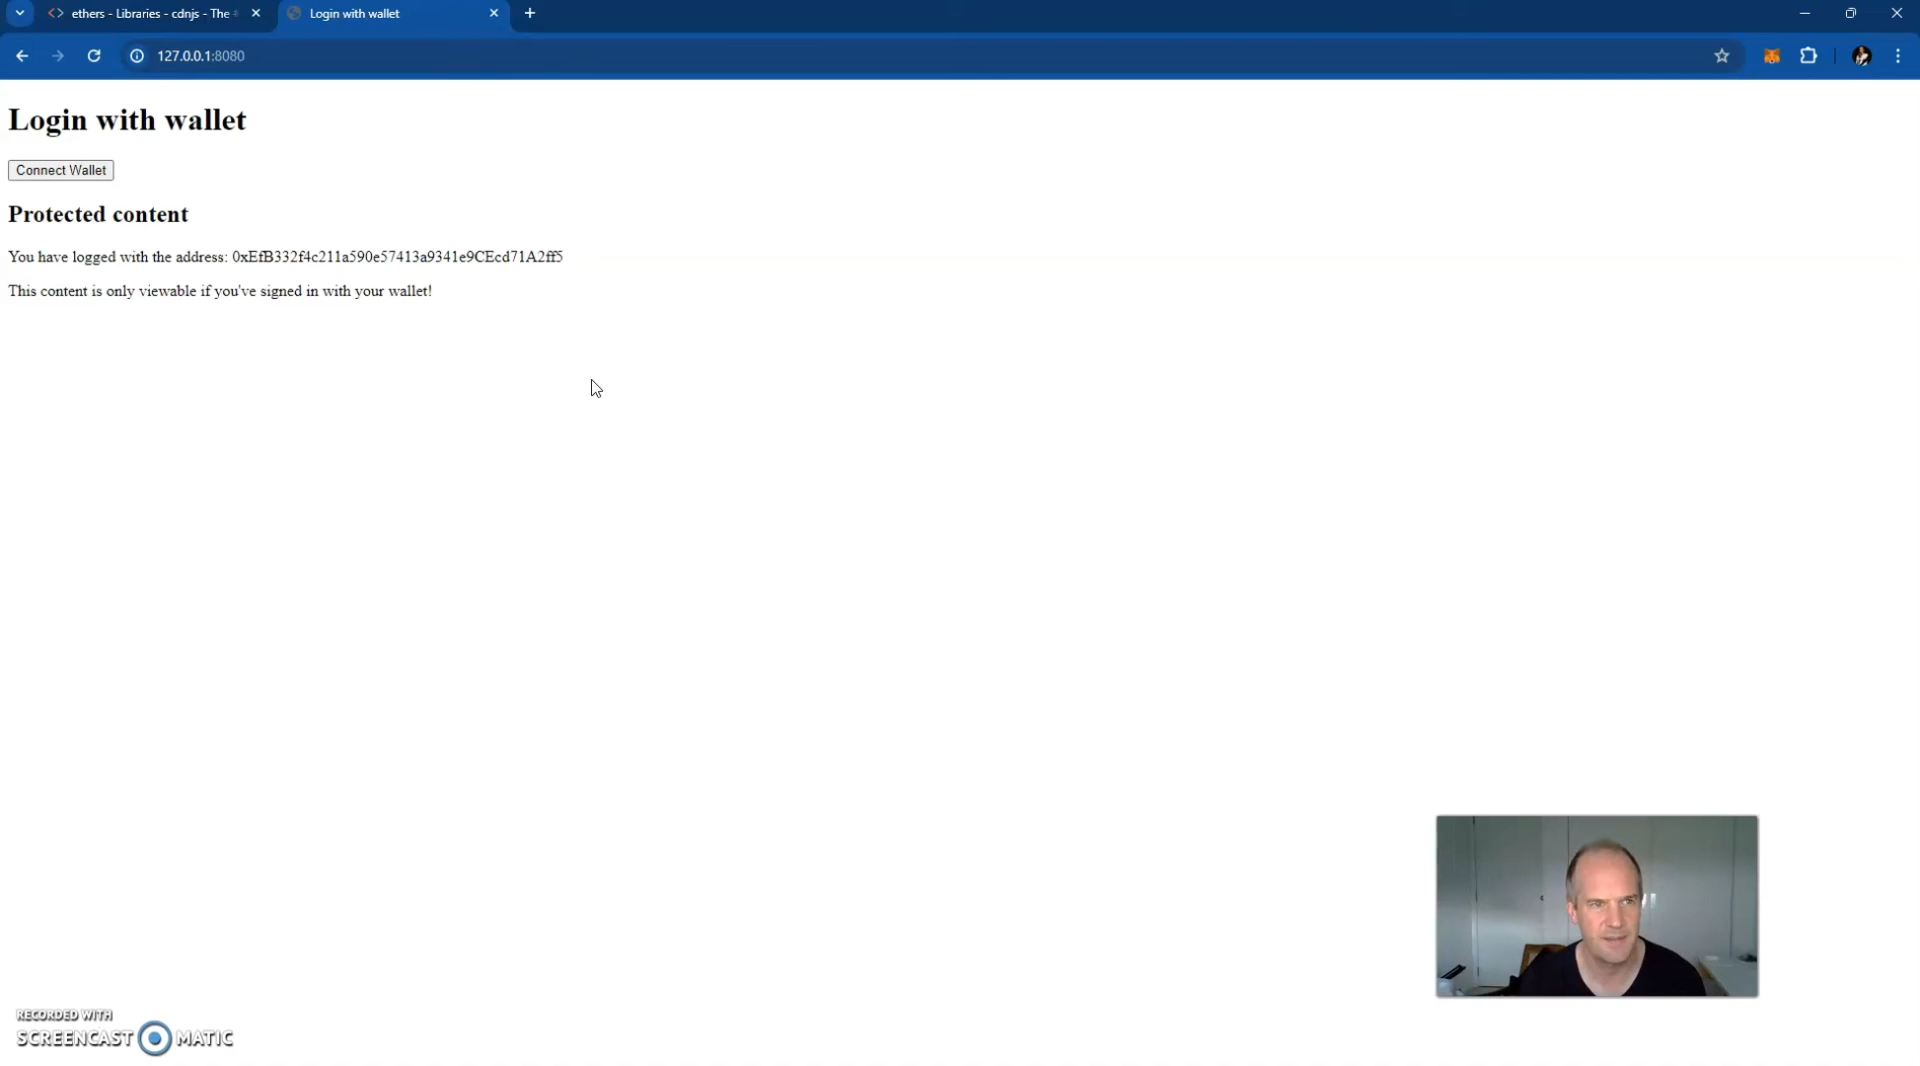 ethers - Libraries - cdnjs - The
Login with wallet
127.0.0.1:8080
Login with wallet
Connect Wallet
Protected content
You have logged with the address: 0xEfB332f4c211a590e57413a9341e9CEcd71A2ff5
This content is only viewable if you've signed in with your wallet!
RECORDED WITH
SCREENCAST MATIC